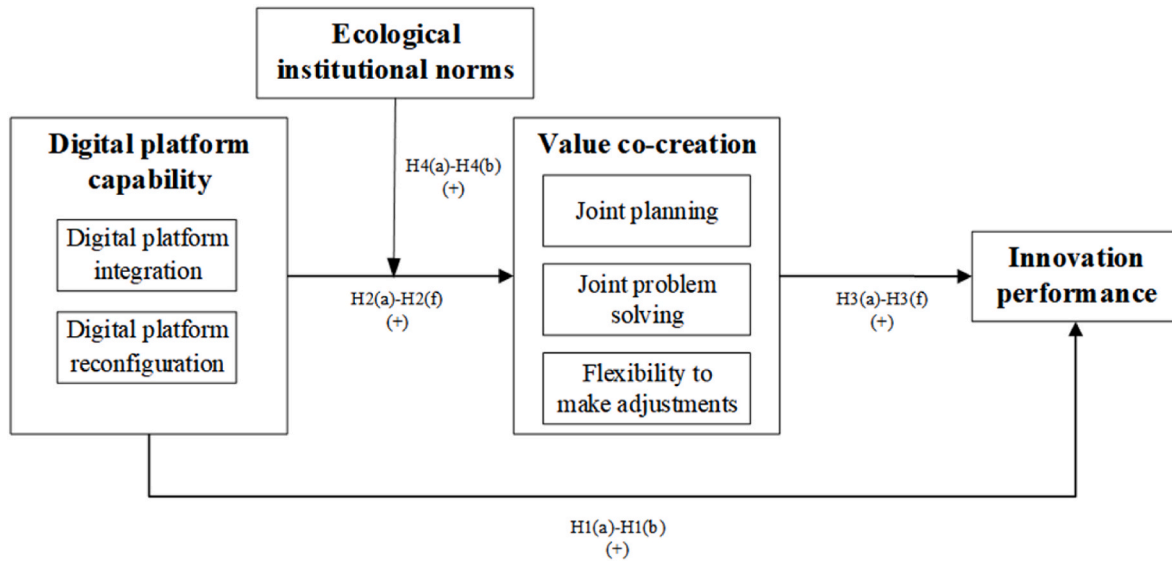 Ecological
institutional norms
Digital platform
capability
Digital platform
integration
Digital platform
reconfiguration
H4(a)-H4(b)
(+)
H2(a)-H2(f)
(+)
Value co-creation
Joint planning
Joint problem
solving
Flexibility to
make adjustments
H3(a)-H3(f)
(+)
Innovation
performance
H1(a)-H1(b)
(+)